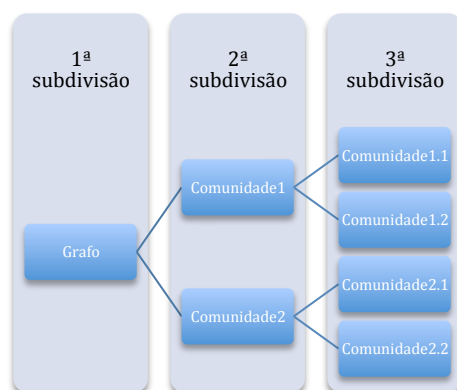 1ª
subdivisão
2ª
subdivisão
3ª
subdivisão
Grafo
Comunidade1
Comunidade2
Comunidade1.1
Comunidade1.2
Comunidade2.1
Comunidade2.2